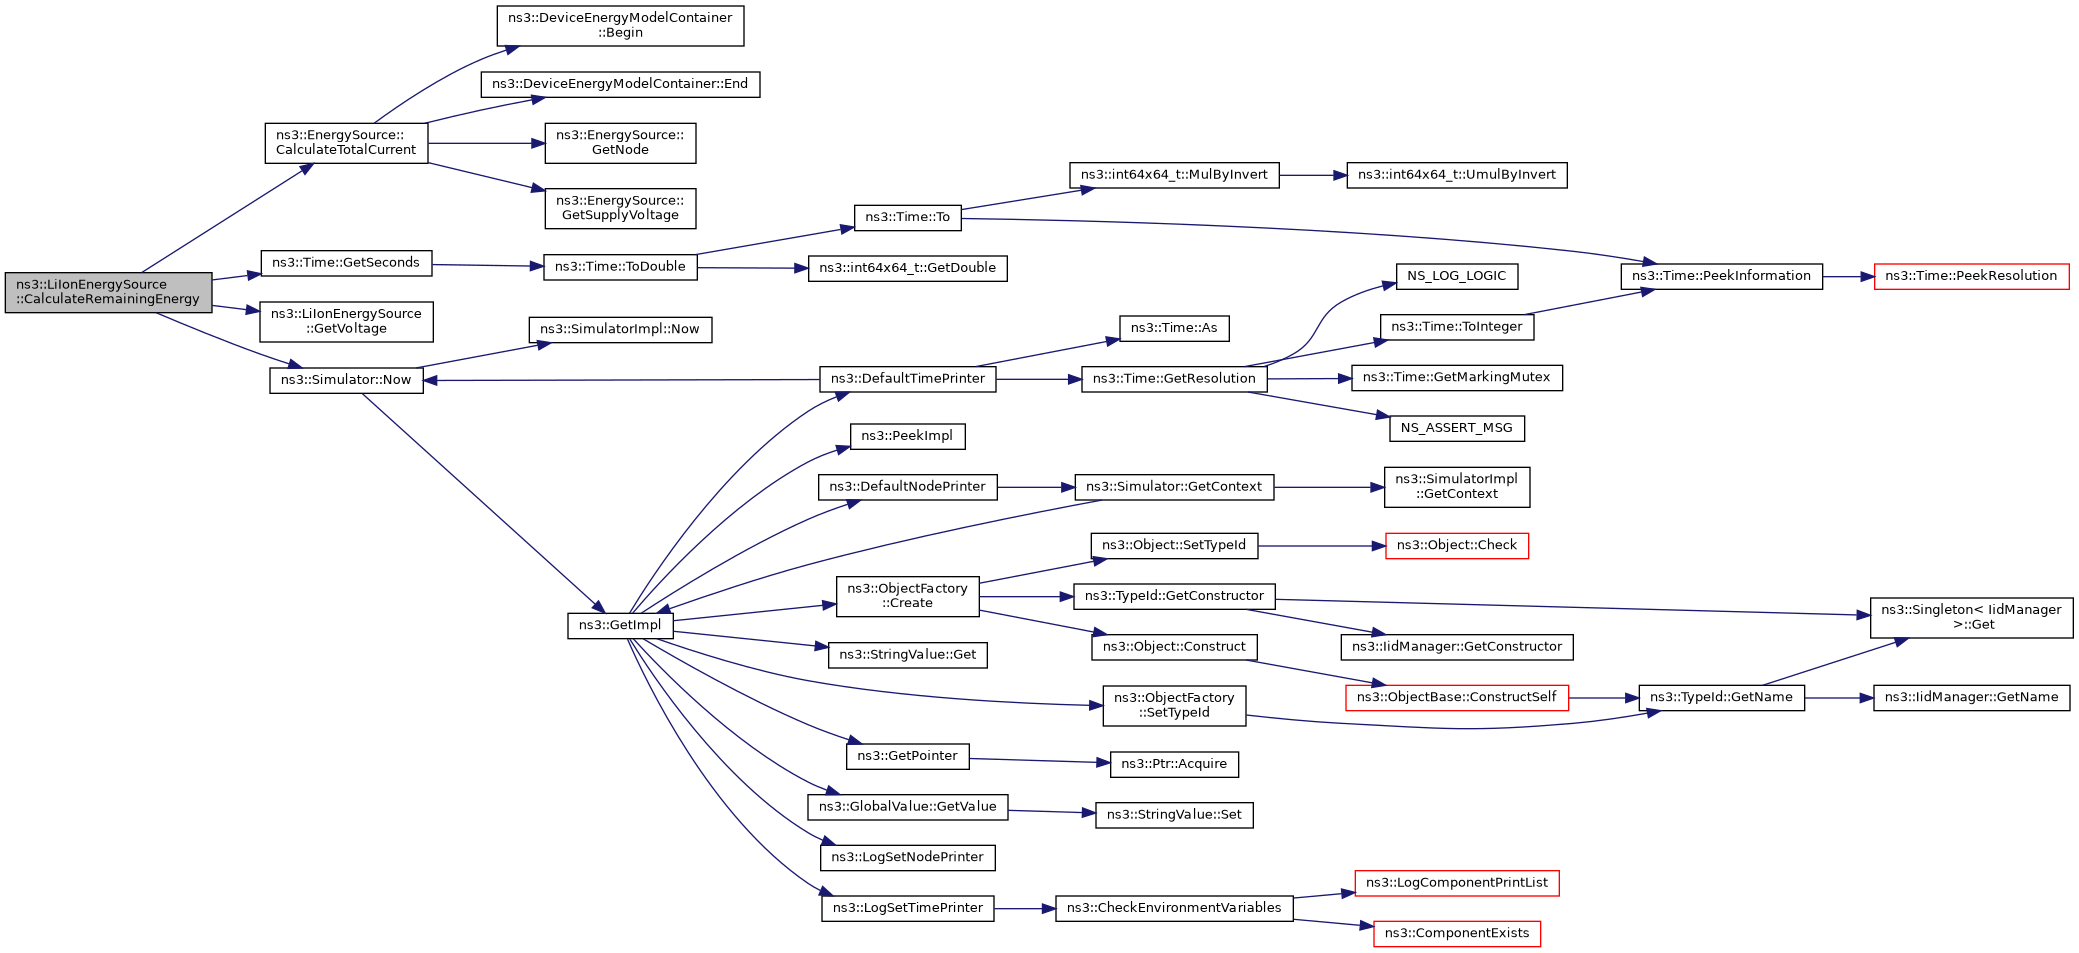 ns3::DeviceEnergyModelContainer
::Begin
ns3::DeviceEnergyModelContainer::End
ns3::EnergySource::
CalculateTotalCurrent
ns3::EnergySource::
GetNode
ns3::EnergySource::
GetSupplyVoltage
ns3::LiIonEnergySource
::CalculateRemainingEnergy
ns3::Time::GetSeconds
ns3::Time::ToDouble
ns3::Time::To
ns3::int64x64_t::MulByInvert
ns3::int64x64_t::UmulByInvert
ns3::int64x64_t::GetDouble
ns3::Time::PeekInformation
ns3::Time::PeekResolution
ns3::LiIonEnergySource
::GetVoltage
ns3::SimulatorImpl::Now
ns3::Simulator::Now
NS_LOG_LOGIC
ns3::Time::As
ns3::Time::ToInteger
ns3::DefaultTimePrinter
ns3::Time::GetResolution
ns3::Time::GetMarkingMutex
NS_ASSERT_MSG
ns3::PeekImpl
ns3::DefaultNodePrinter
ns3::Simulator::GetContext
ns3::SimulatorImpl
::GetContext
ns3::Object::SetTypeId
ns3::Object::Check
ns3::ObjectFactory
::Create
ns3::TypeId::GetConstructor
ns3::Singleton< IidManager
>::Get
ns3::GetImpl
ns3::Object::Construct
ns3::IidManager::GetConstructor
ns3::StringValue::Get
ns3::ObjectBase::ConstructSelf
ns3::TypeId::GetName
ns3::IidManager::GetName
ns3::ObjectFactory
::SetTypeId
ns3::GetPointer
ns3::Ptr::Acquire
ns3::GlobalValue::GetValue
ns3::StringValue::Set
ns3::LogSetNodePrinter
ns3::LogSetTimePrinter
ns3::CheckEnvironmentVariables
ns3::LogComponentPrintList
ns3::ComponentExists